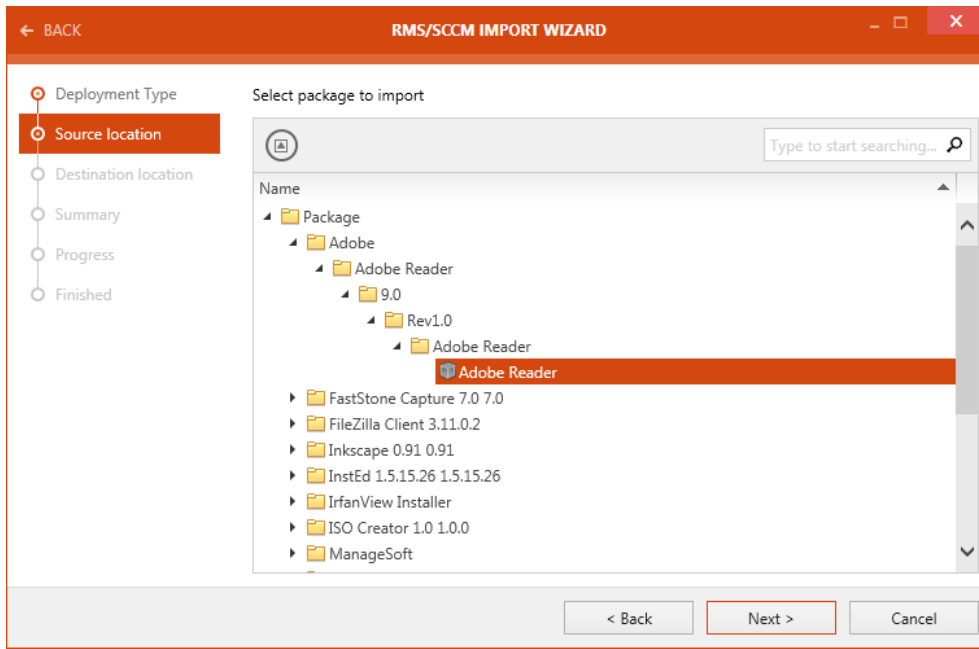 ← BACK
RMS/SCCM IMPORT WIZARD
Deployment Type
Source location
Destination location
Summary
Progress
Finished
Select package to import
Type to start searching...
Name
Package
Adobe
Adobe Reader
9.0
Rev1.0
Adobe Reader
Adobe Reader
FastStone Capture 7.0 7.0
FileZilla Client 3.11.0.2
Inkscape 0.91 0.91
InstEd 1.5.15.26 1.5.15.26
IrfanView Installer
ISO Creator 1.0 1.0.0
ManageSoft
< Back
Next >
Cancel